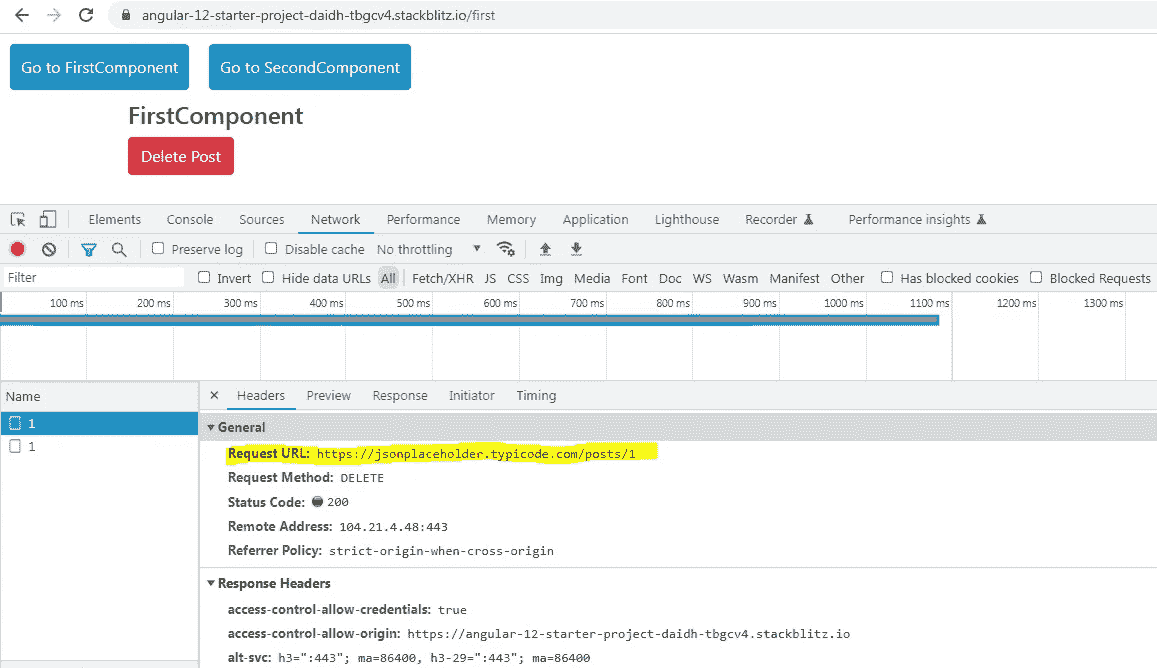 angular-12-starter-project-daidh-tbgcv4.stackblitz.io/first
Go to FirstComponent Go to SecondComponent
FirstComponent
Delete Post
Elements Console Sources Network Performance Memory Application Lighthouse Recorder Performance insights
Preserve log Disable cache No throttling
Filter Invert Hide data URLs All Fetch/XHR JS CSS Img Media Font Doc WS Wasm Manifest Other Has blocked cookies Blocked Requests
100 ms 200 ms 300 ms 400 ms 500 ms 600 ms 700 ms 800 ms 900 ms 1000 ms 1100 ms 1200 ms 1300 ms
Name × Headers Preview Response Initiator Timing
1
1
General
Request URL: https://jsonplaceholder.typicode.com/posts/1
Request Method: DELETE
Status Code: 200
Remote Address: 104.21.4.48:443
Referrer Policy: strict-origin-when-cross-origin
Response Headers
access-control-allow-credentials: true
access-control-allow-origin: https://angular-12-starter-project-daidh-tbgcv4.stackblitz.io
alt-svc: h3=":443"; ma=86400, h3-29=":443"; ma=86400